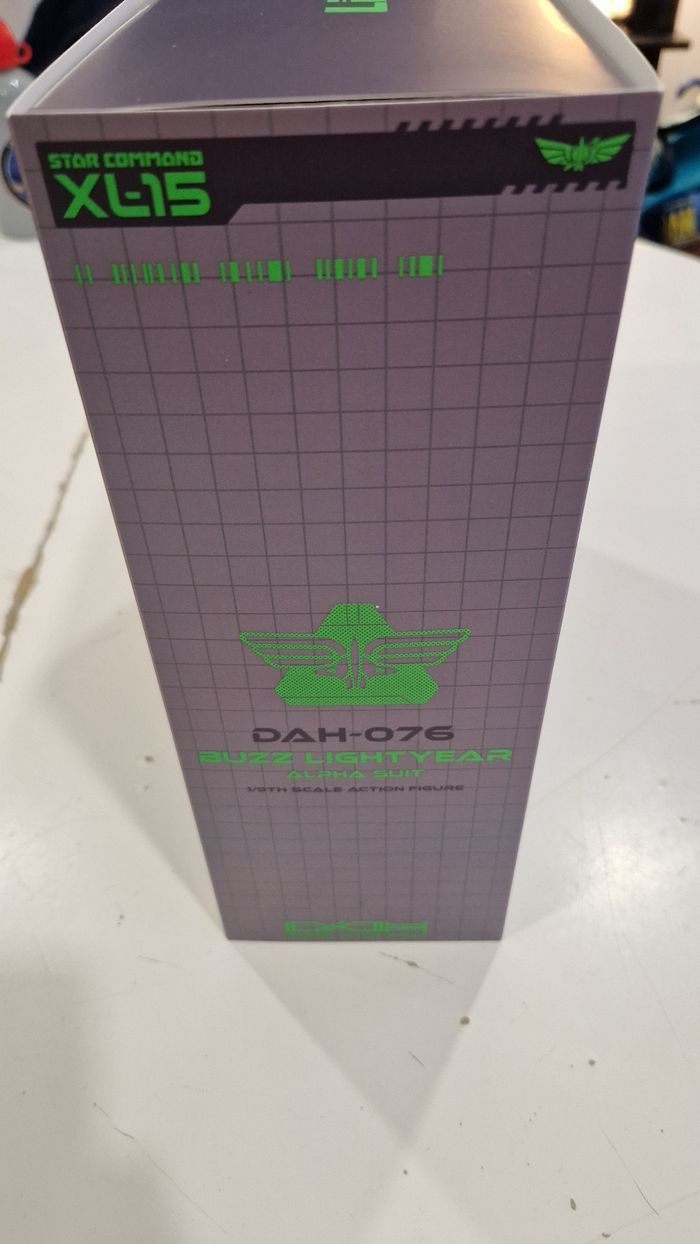 STAR COMMAND
XL-15
DAH-076
BUZZ LIGHTYEAR
ALPHA SUIT
1/9TH SCALE ACTION FIGURE